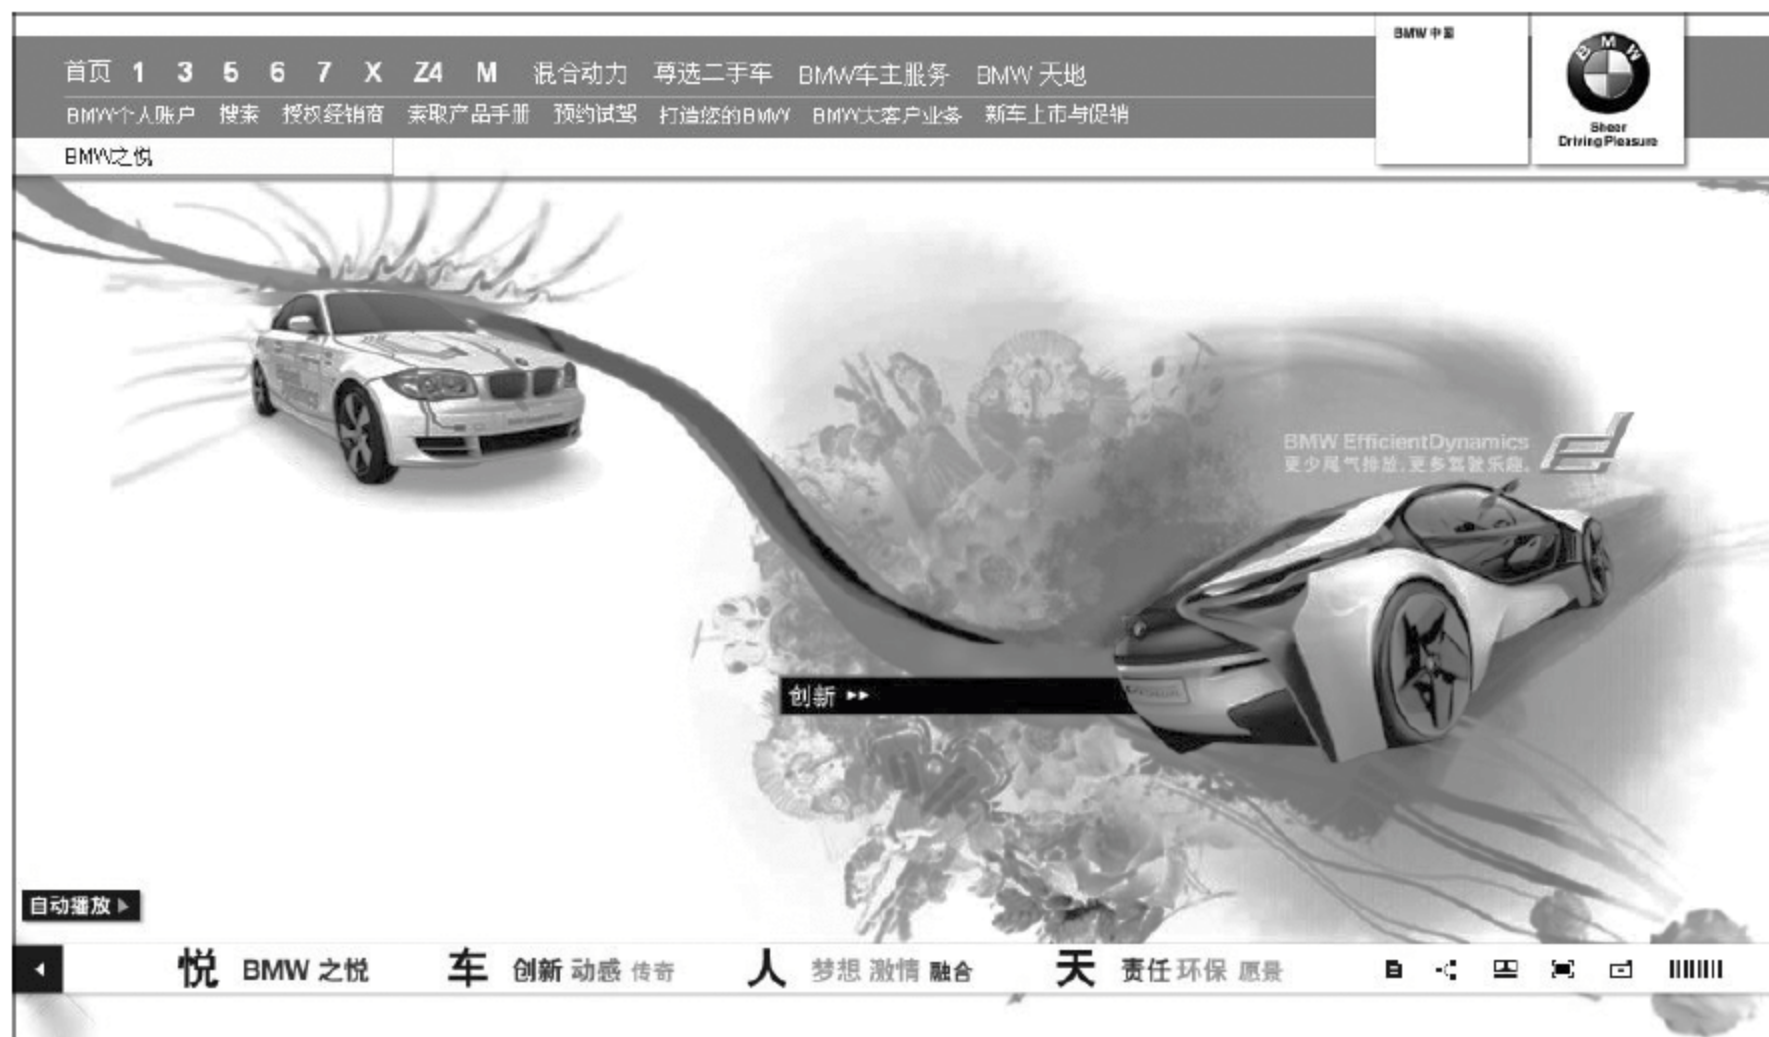 BMW 中国
首页 1 3 5 6 7 X Z4 M 混合动力 尊选二手车 BMW车主服务 BMW 天地
BMW个人账户 搜索 授权经销商 索取产品手册 预约试驾 打造您的BMW BMW大客户业务 新车上市与促销
BMW
Sheer
Driving Pleasure
BMW之悦
BMW EfficientDynamics
更少尾气排放,更多驾驶乐趣。
创新
自动播放
悦 BMW 之悦 车 创新 动感 传奇 人 梦想 激情 融合 天 责任 环保 愿景